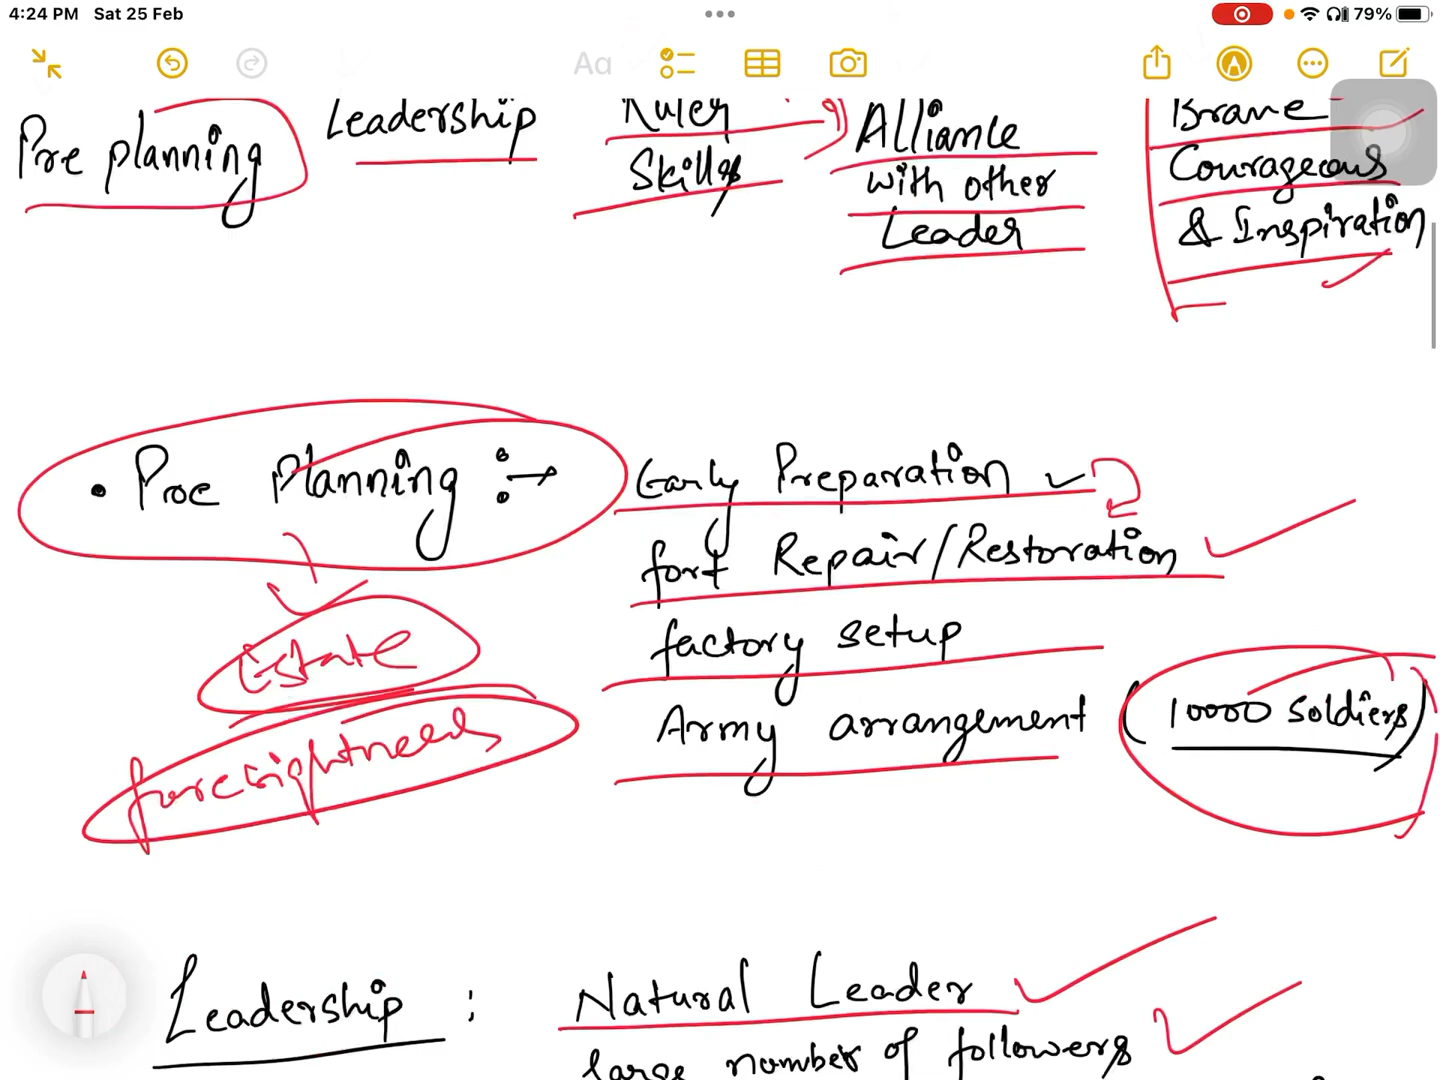 4:24 PM Sat 25 Feb
79%
Aa
Pre planning
Leadership
Ruler
Skills
Alliance
with other
Leader
Brave
Courageous
& Inspiration
• Pre Planning :→
Early Preparation
fort Repair/Restoration
factory setup
Army arrangement (10000 Soldiers)
Estate
foresightness
Leadership : Natural Leader
large number of followers